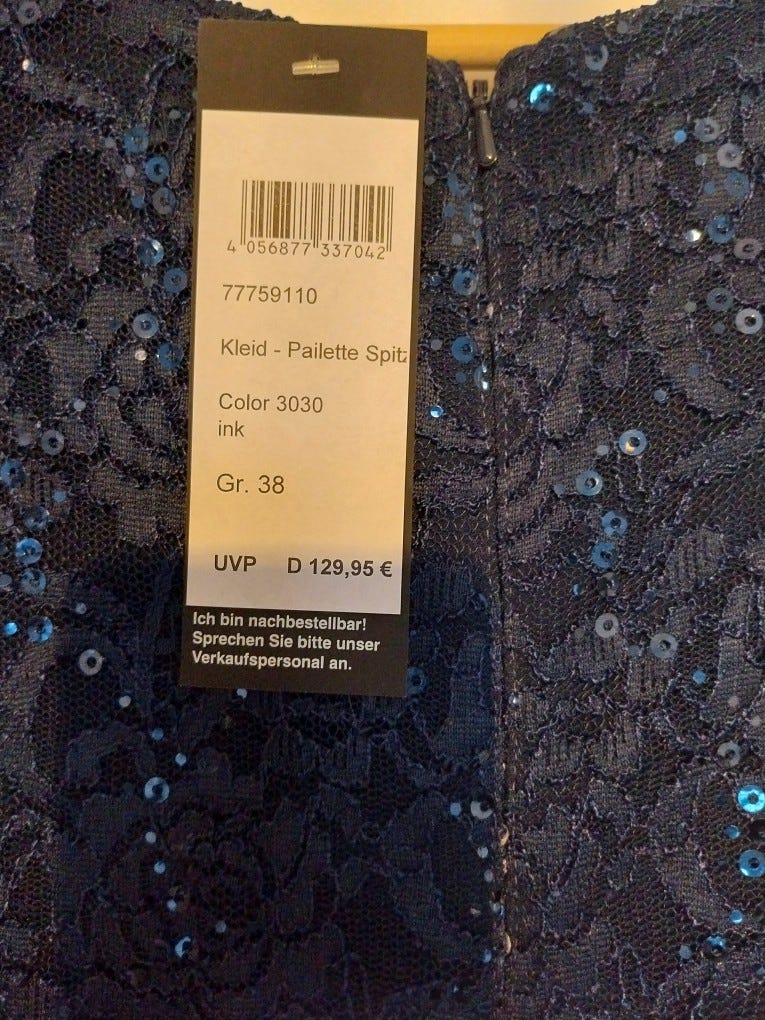 4 056877 337042
77759110
Kleid - Pailette Spitz
Color 3030
ink
Gr. 38
UVP D 129,95 €
Ich bin nachbestellbar!
Sprechen Sie bitte unser
Verkaufspersonal an.